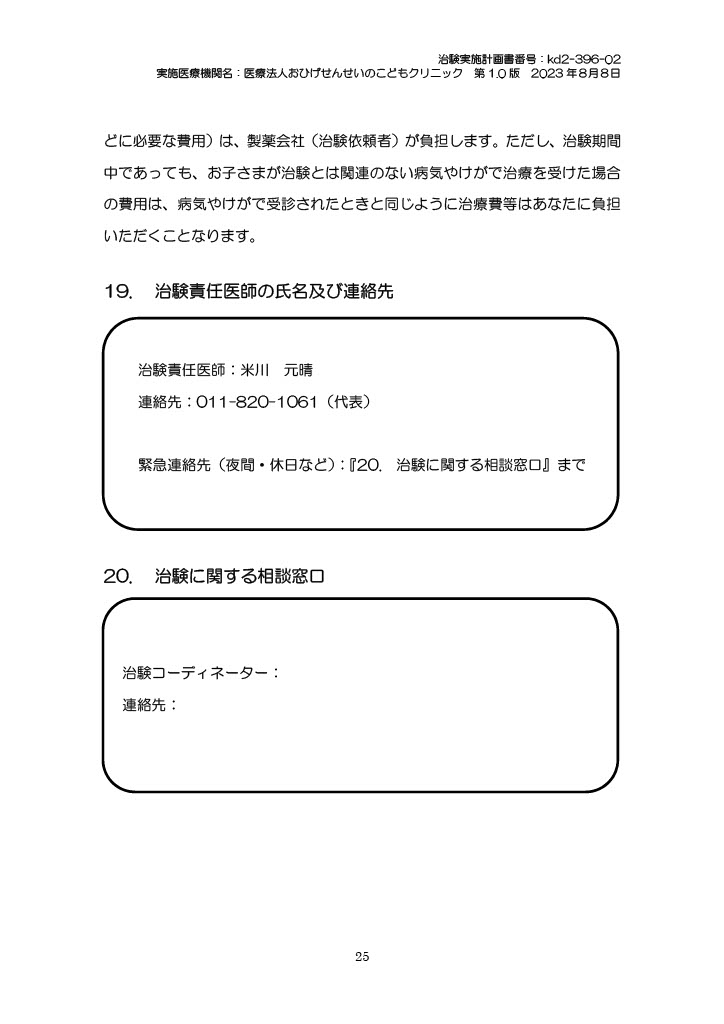 治験実施計画書番号：kd2-396-02
実施医療機関名：医療法人おひげせんせいのこどもクリニック　第 1.0 版　2023 年 8 月 8 日
どに必要な費用）は、製薬会社（治験依頼者）が負担します。ただし、治験期間
中であっても、お子さまが治験とは関連のない病気やけがで治療を受けた場合
の費用は、病気やけがで受診されたときと同じように治療費等はあなたに負担
いただくことなります。
19.　治験責任医師の氏名及び連絡先
治験責任医師：米川　元晴
連絡先：011-820-1061（代表）
緊急連絡先（夜間・休日など）：『20.　治験に関する相談窓口』まで
20.　治験に関する相談窓口
治験コーディネーター：
連絡先：
25